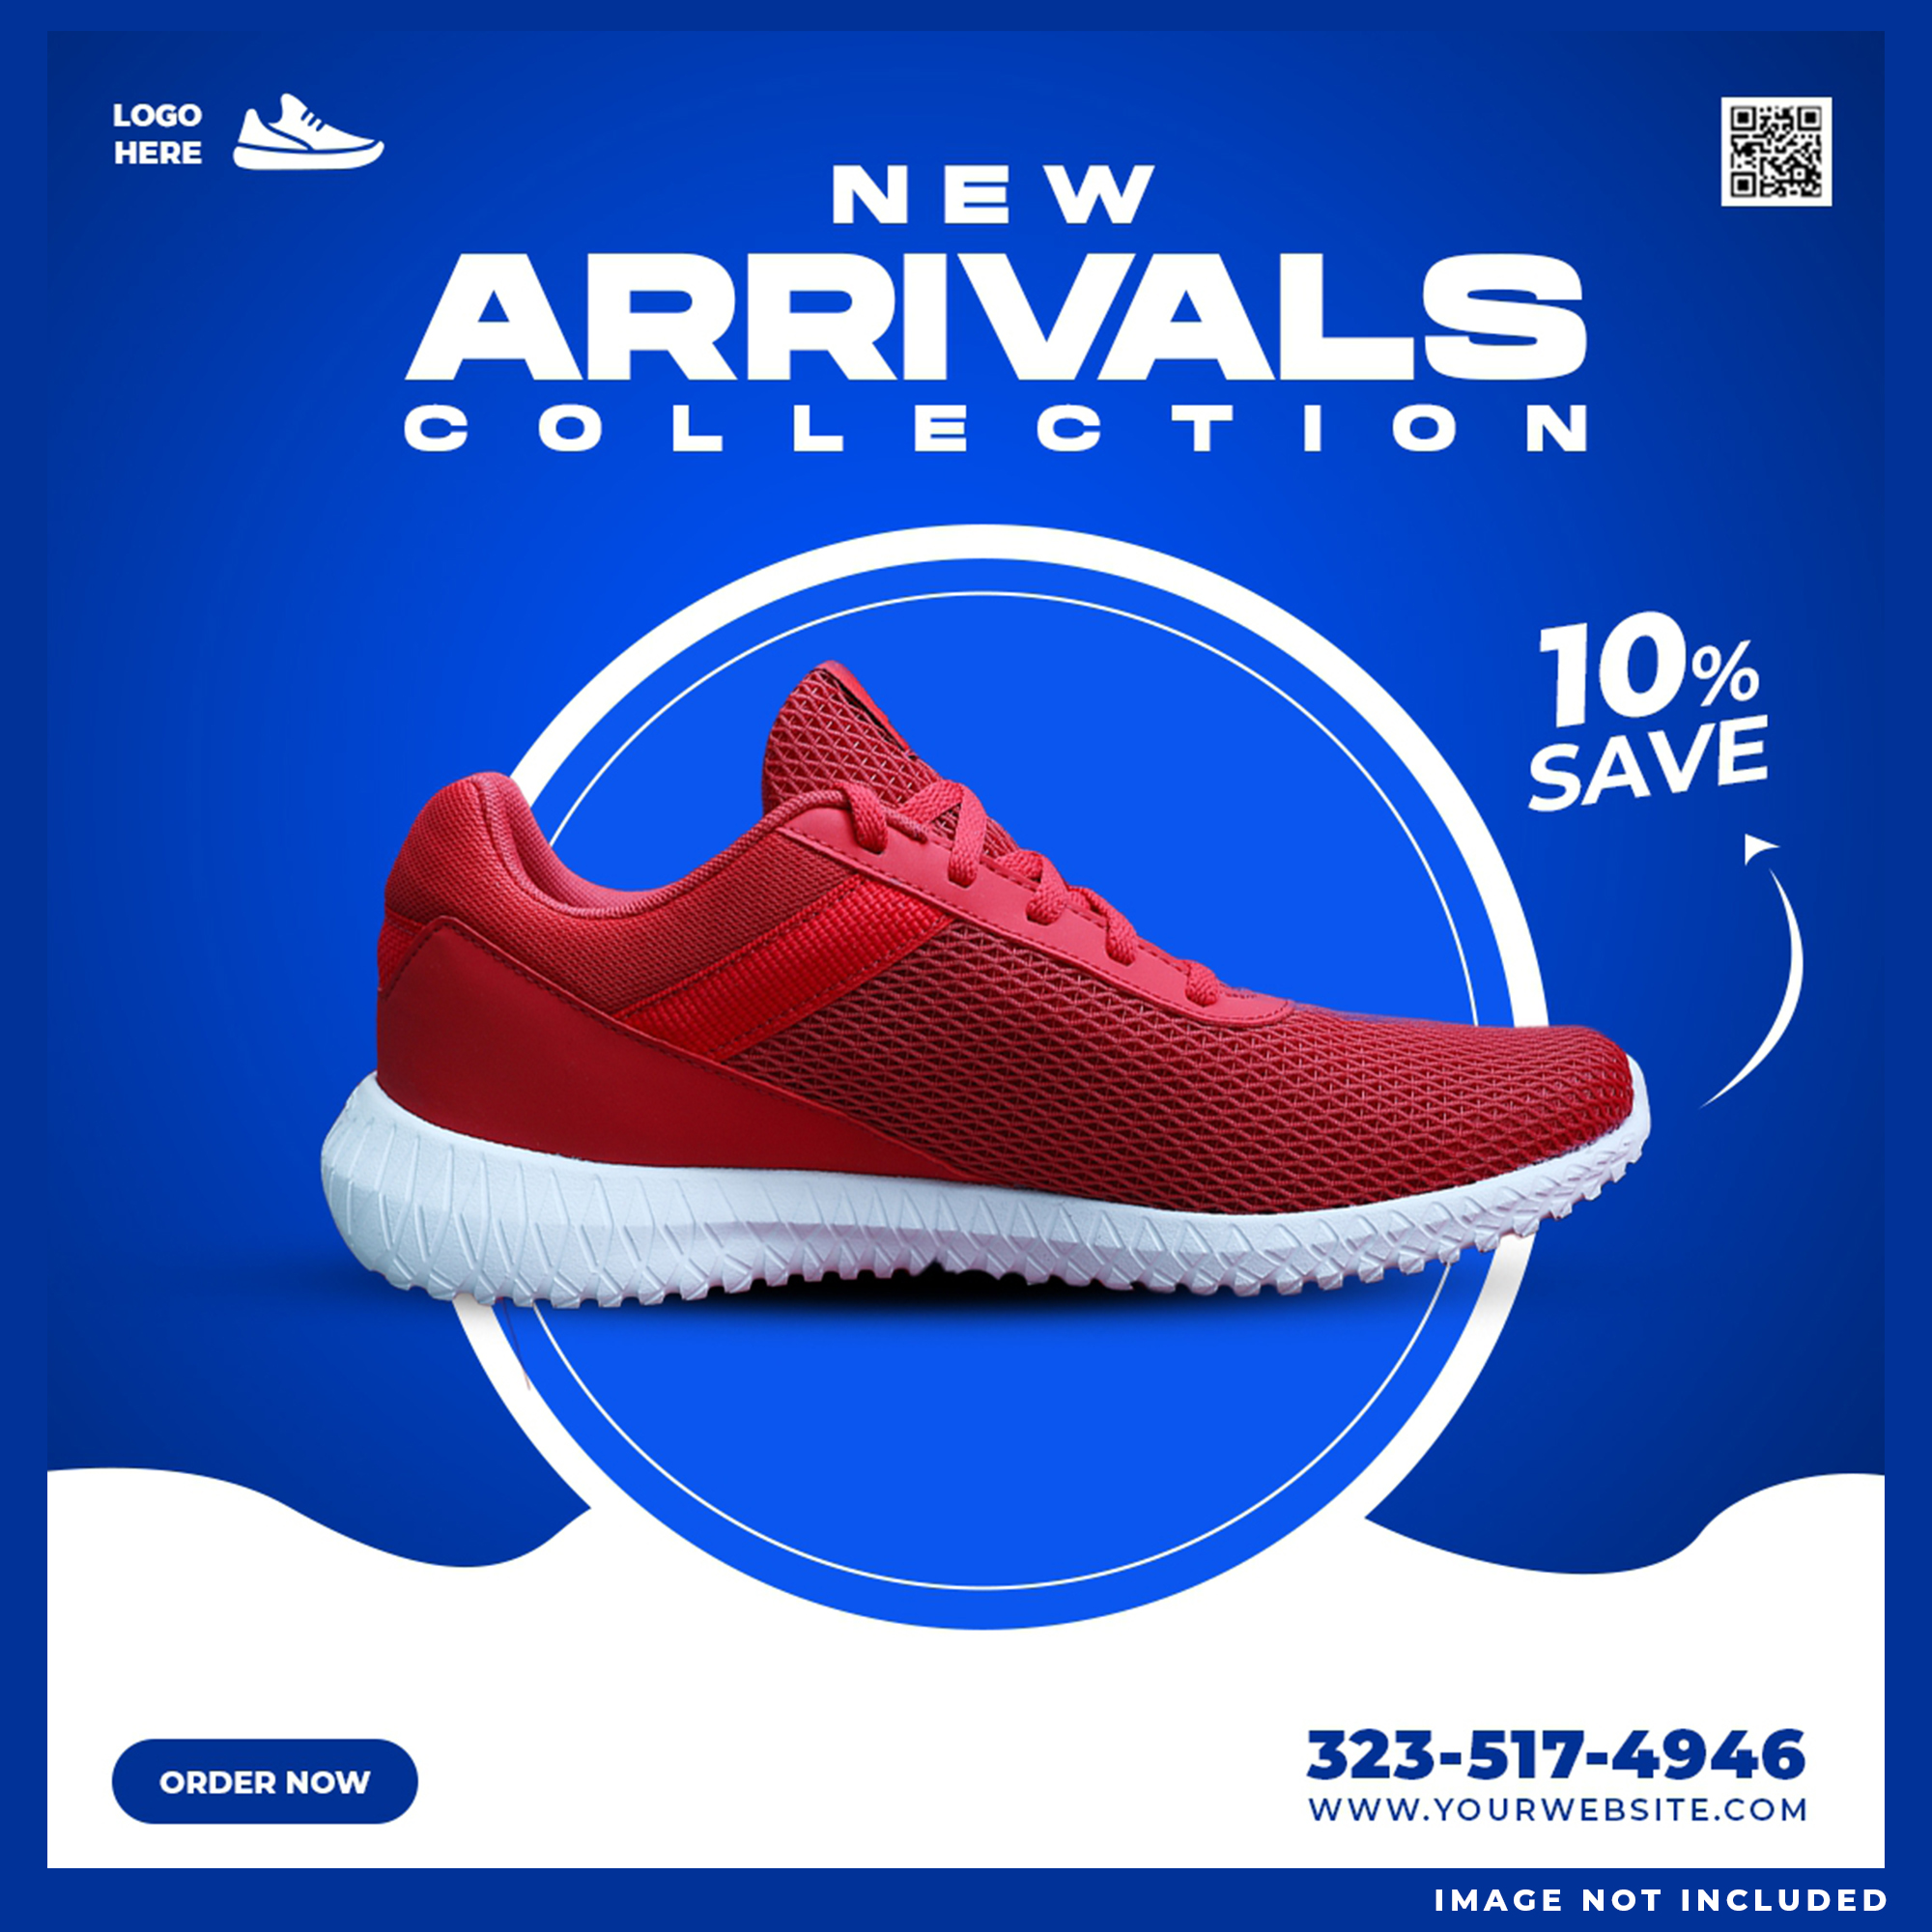 LOGO
HERE
NEW
ARRIVALS
COLLECTION
10%
SAVE
ORDER NOW
323-517-4946
WWW.YOURWEBSITE.COM
IMAGE NOT INCLUDED